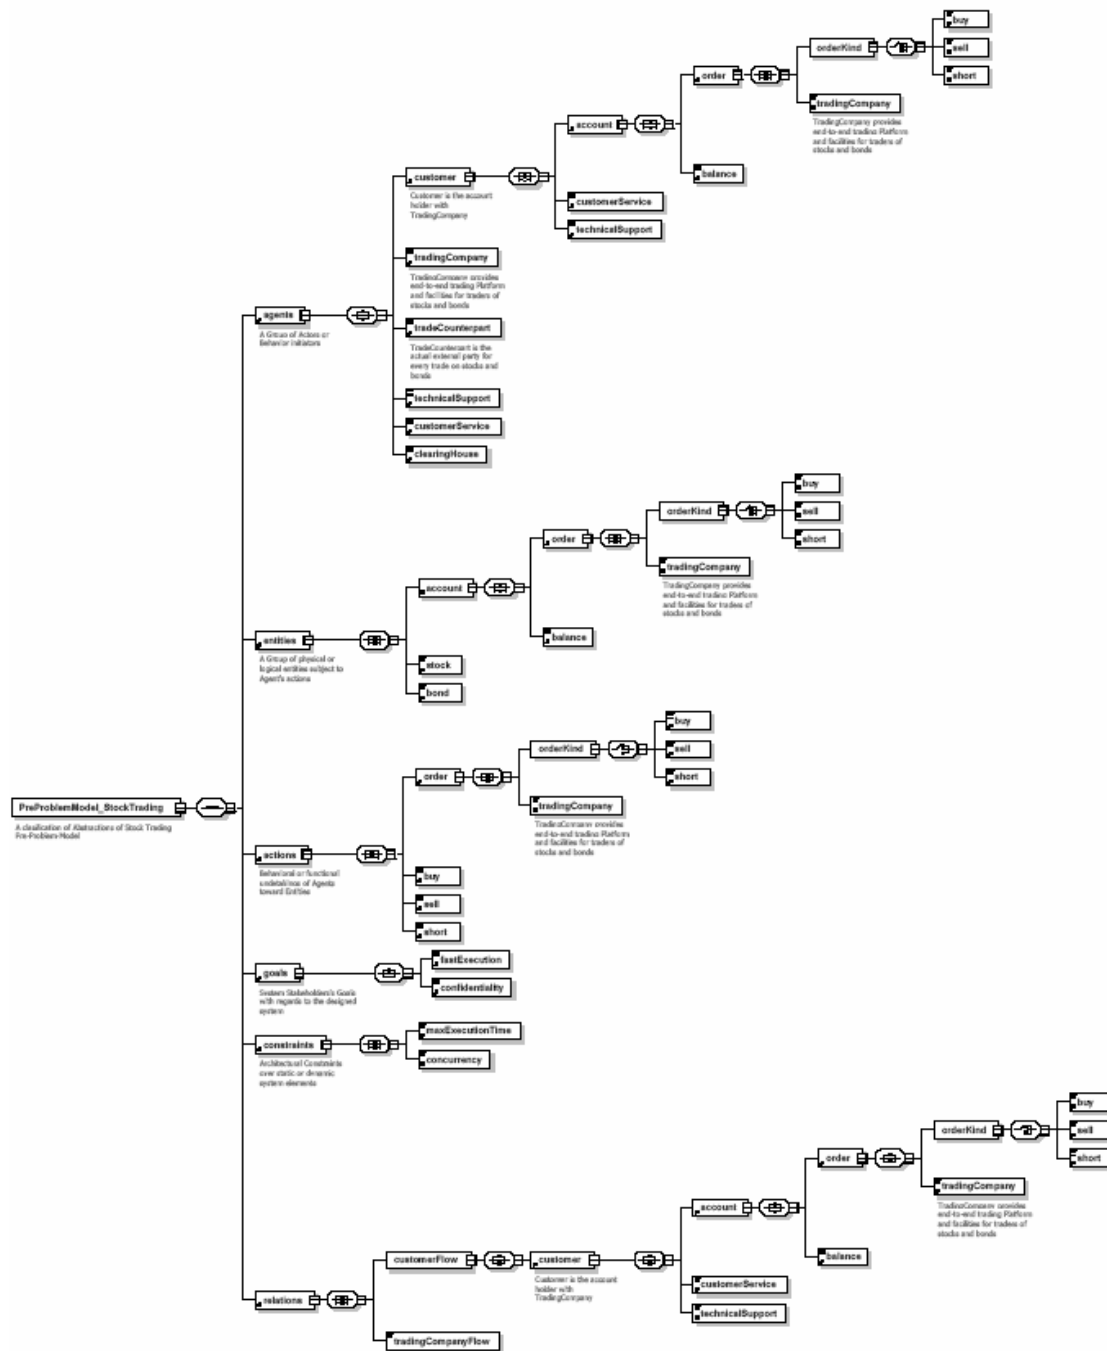 buy
orderKind
sell
order
short
tradingCompany
TradingCompany provides
end-to-end trading Platform
and facilities for traders of
stocks and bonds
account
balance
customer
Customer is the account
holder with
TradingCompany
customerService
technicalSupport
tradingCompany
TradingCompany provides
end-to-end trading Platform
and facilities for traders of
stocks and bonds
agents
A Group of Actors or
Behavior Initiators
tradeCounterpart
TradeCounterpart is the
actual external party for
every trade on stocks and
bonds
technicalSupport
customerService
clearingHouse
buy
orderKind
sell
order
short
tradingCompany
TradingCompany provides
end-to-end trading Platform
and facilities for traders of
stocks and bonds
account
entities
A Group of physical or
logical entities subject to
Agent's actions
balance
stock
bond
buy
orderKind
sell
order
short
PreProblemModel_StockTrading
of Abstractions of Stock Trading
Pre-Problem-Model
tradingCompany
TradingCompany provides
end-to-end trading Platform
and facilities for traders of
stocks and bonds
actions
Behavioral or functional
of Agents
toward Entities
buy
sell
short
goals
System Stakeholders's Goals
with regards to the designed
system
fastExecution
confidentiality
constraints
Architectural Constraints
over static or dynamic
system elements
maxExecutionTime
concurrency
buy
orderKind
sell
order
short
tradingCompany
TradingCompany provides
end-to-end trading Platform
and facilities for traders of
stocks and bonds
account
balance
customerFlow
customer
Customer is the account
holder with
TradingCompany
customerService
technicalSupport
relations
tradingCompanyFlow